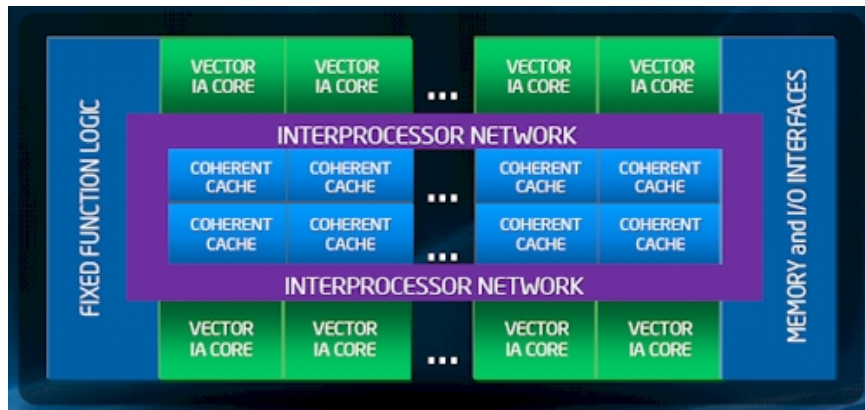 FIXED FUNCTION LOGIC
VECTOR IA CORE
VECTOR IA CORE
...
VECTOR IA CORE
VECTOR IA CORE
INTERPROCESSOR NETWORK
COHERENT CACHE
COHERENT CACHE
...
COHERENT CACHE
COHERENT CACHE
COHERENT CACHE
COHERENT CACHE
...
COHERENT CACHE
COHERENT CACHE
INTERPROCESSOR NETWORK
VECTOR IA CORE
VECTOR IA CORE
...
VECTOR IA CORE
VECTOR IA CORE
MEMORY and I/O INTERFACES